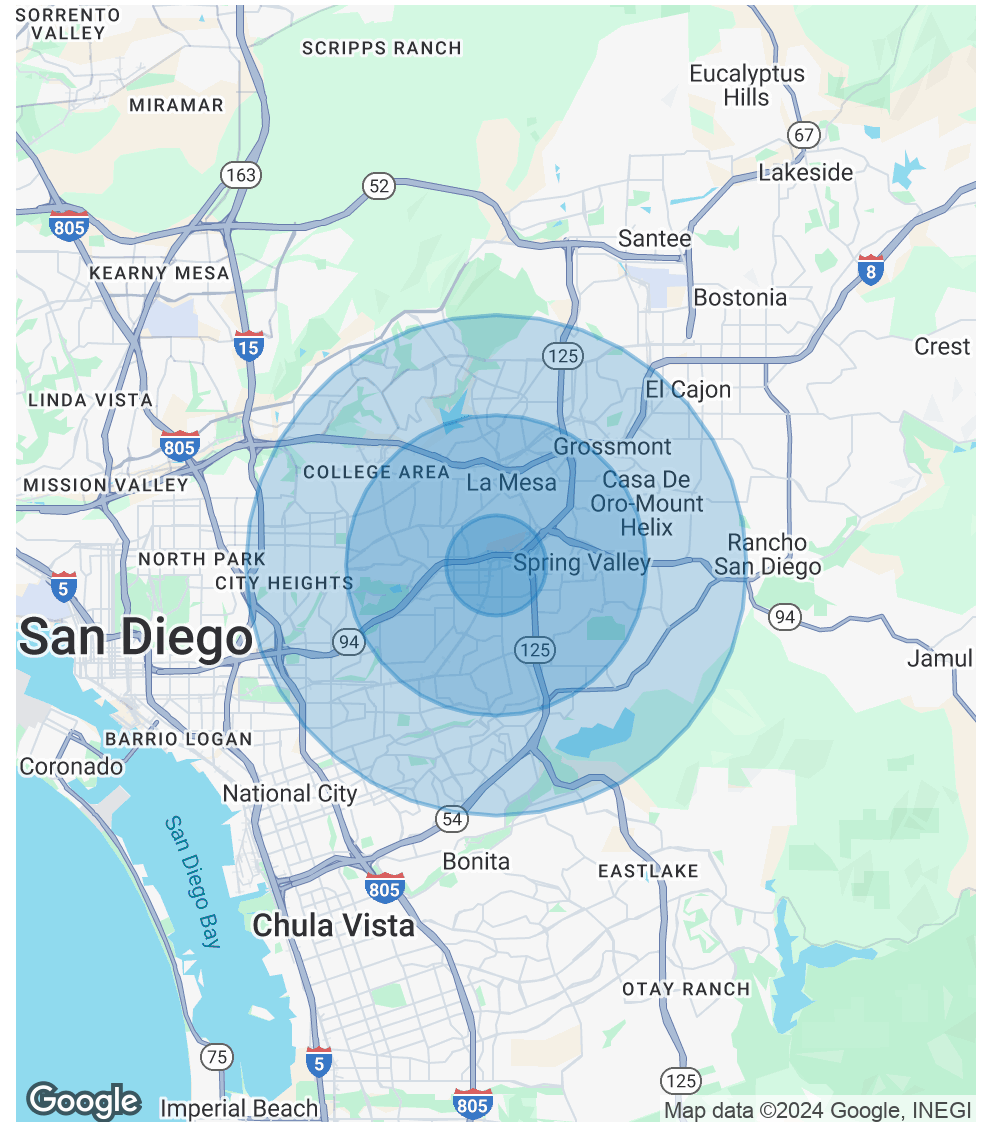 SORRENTO
VALLEY
SCRIPPS RANCH
Eucalyptus
Hills
MIRAMAR
67
163
52
Lakeside
805
Santee
KEARNY MESA
8
Bostonia
15
125
Crest
El Cajon
LINDA VISTA
805
Grossmont
COLLEGE AREA
La Mesa
Casa De
Oro-Mount
Helix
MISSION VALLEY
Rancho
San Diego
NORTH PARK
Spring Valley
CITY HEIGHTS
5
94
San Diego
94
125
Jamul
BARRIO LOGAN
Coronado
National City
54
San Diego Bay
Bonita
EASTLAKE
805
Chula Vista
OTAY RANCH
75
5
125
805
Google
Imperial Beach
Map data ©2024 Google, INEGI